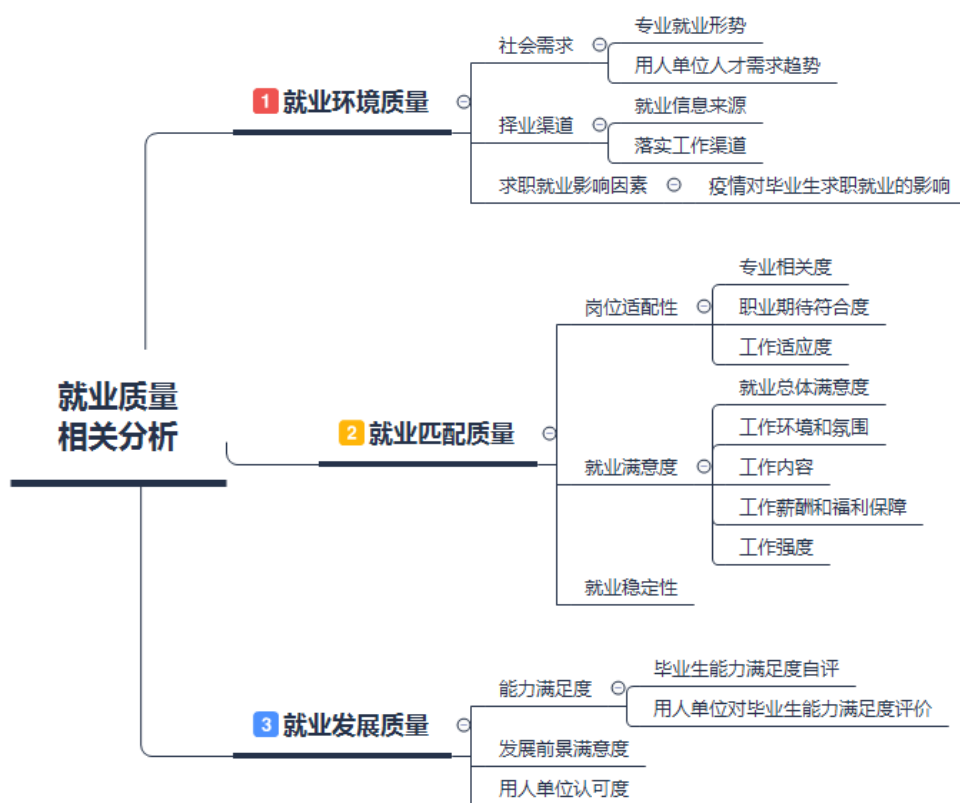 就业质量
相关分析
1 就业环境质量
社会需求
专业就业形势
用人单位人才需求趋势
择业渠道
就业信息来源
落实工作渠道
求职就业影响因素
疫情对毕业生求职就业的影响
2 就业匹配质量
岗位适配性
专业相关度
职业期待符合度
工作适应度
就业满意度
就业总体满意度
工作环境和氛围
工作内容
工作薪酬和福利保障
工作强度
就业稳定性
3 就业发展质量
能力满足度
毕业生能力满足度自评
用人单位对毕业生能力满足度评价
发展前景满意度
用人单位认可度